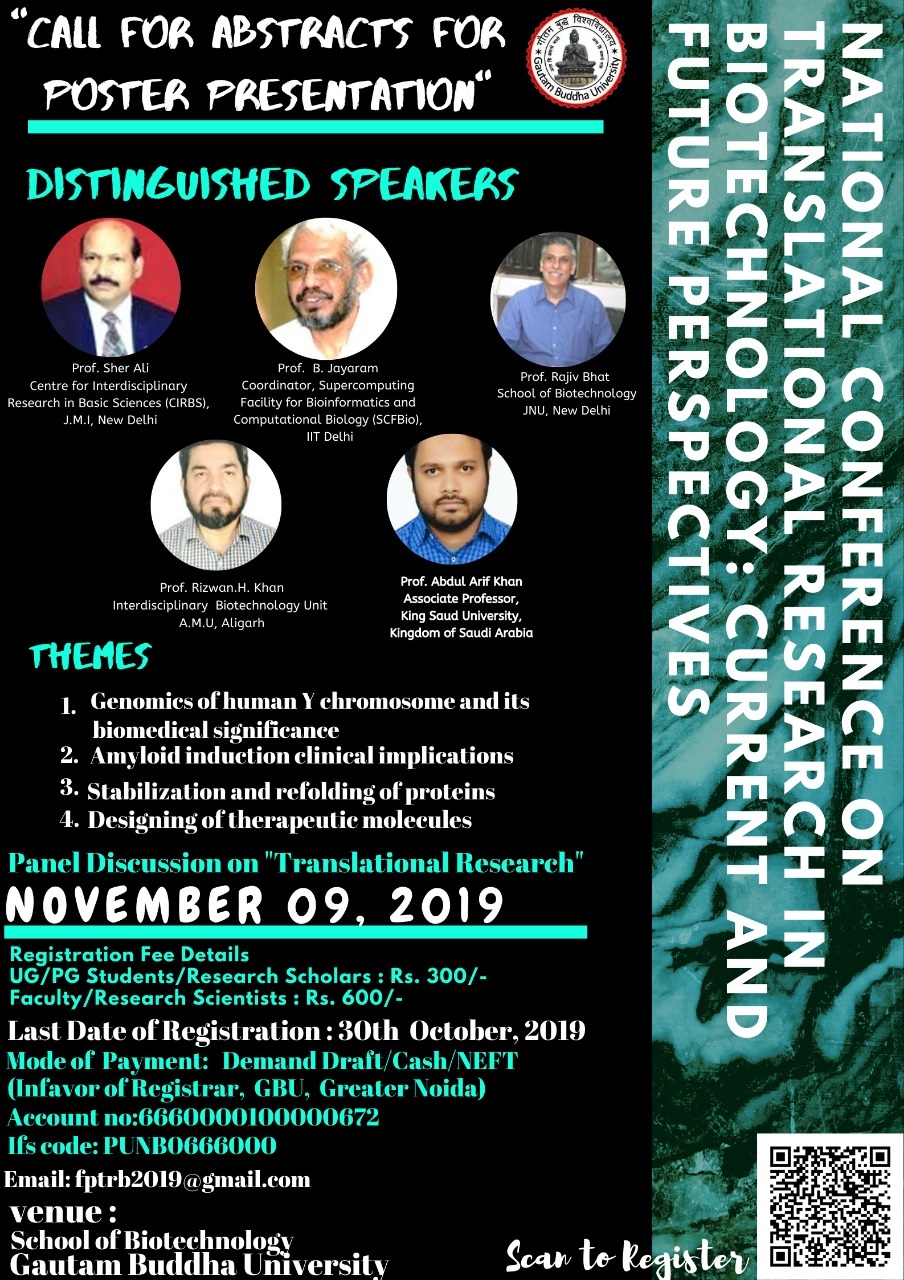 "CALL FOR ABSTRACTS FOR
POSTER PRESENTATION"
गौतम बुद्ध विश्वविद्यालय
Gautam Buddha University
DISTINGUISHED SPEAKERS
Prof. Sher Ali
Centre for Interdisciplinary
Research in Basic Sciences (CIRBS),
J.M.I, New Delhi
Prof. B. Jayaram
Coordinator, Supercomputing
Facility for Bioinformatics and
Computational Biology (SCFBio),
IIT Delhi
Prof. Rajiv Bhat
School of Biotechnology
JNU, New Delhi
Prof. Rizwan.H. Khan
Interdisciplinary Biotechnology Unit
A.M.U, Aligarh
Prof. Abdul Arif Khan
Associate Professor,
King Saud University,
Kingdom of Saudi Arabia
THEMES
1. Genomics of human Y chromosome and its
biomedical significance
2. Amyloid induction clinical implications
3. Stabilization and refolding of proteins
4. Designing of therapeutic molecules
Panel Discussion on "Translational Research"
NOVEMBER 09, 2019
Registration Fee Details
UG/PG Students/Research Scholars : Rs. 300/-
Faculty/Research Scientists : Rs. 600/-
Last Date of Registration : 30th October, 2019
Mode of Payment: Demand Draft/Cash/NEFT
(Infavor of Registrar, GBU, Greater Noida)
Account no:6660000100000672
Ifs code: PUNB0666000
Email: fptrb2019@gmail.com
venue :
School of Biotechnology
Gautam Buddha University
NATIONAL CONFERENCE ON
TRANSLATIONAL RESEARCH IN
BIOTECHNOLOGY: CURRENT AND
FUTURE PERSPECTIVES
Scan to Register